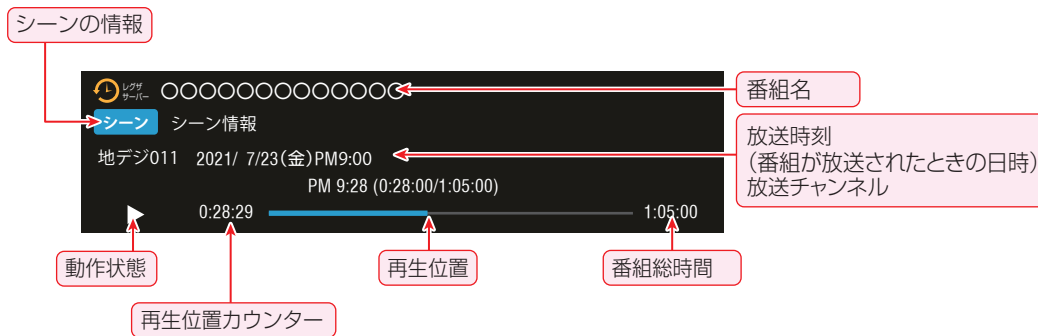 シーンの情報
レグザ
サーバー
〇〇〇〇〇〇〇〇〇〇〇〇〇
番組名
シーン シーン情報
放送時刻
(番組が放送されたときの日時)
放送チャンネル
地デジ011 2021/ 7/23(金)PM9:00
PM 9:28 (0:28:00/1:05:00)
0:28:29 1:05:00
動作状態
再生位置
番組総時間
再生位置カウンター